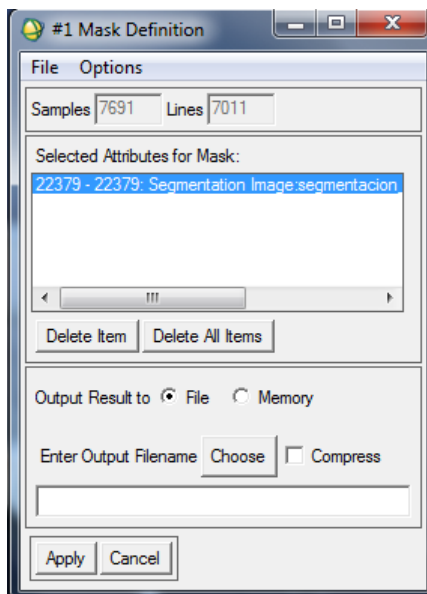 #1 Mask Definition
File Options
Samples 7691 Lines 7011
Selected Attributes for Mask:
22379 - 22379: Segmentation Image:segmentacion
Delete Item Delete All Items
Output Result to File Memory
Enter Output Filename Choose Compress
Apply Cancel